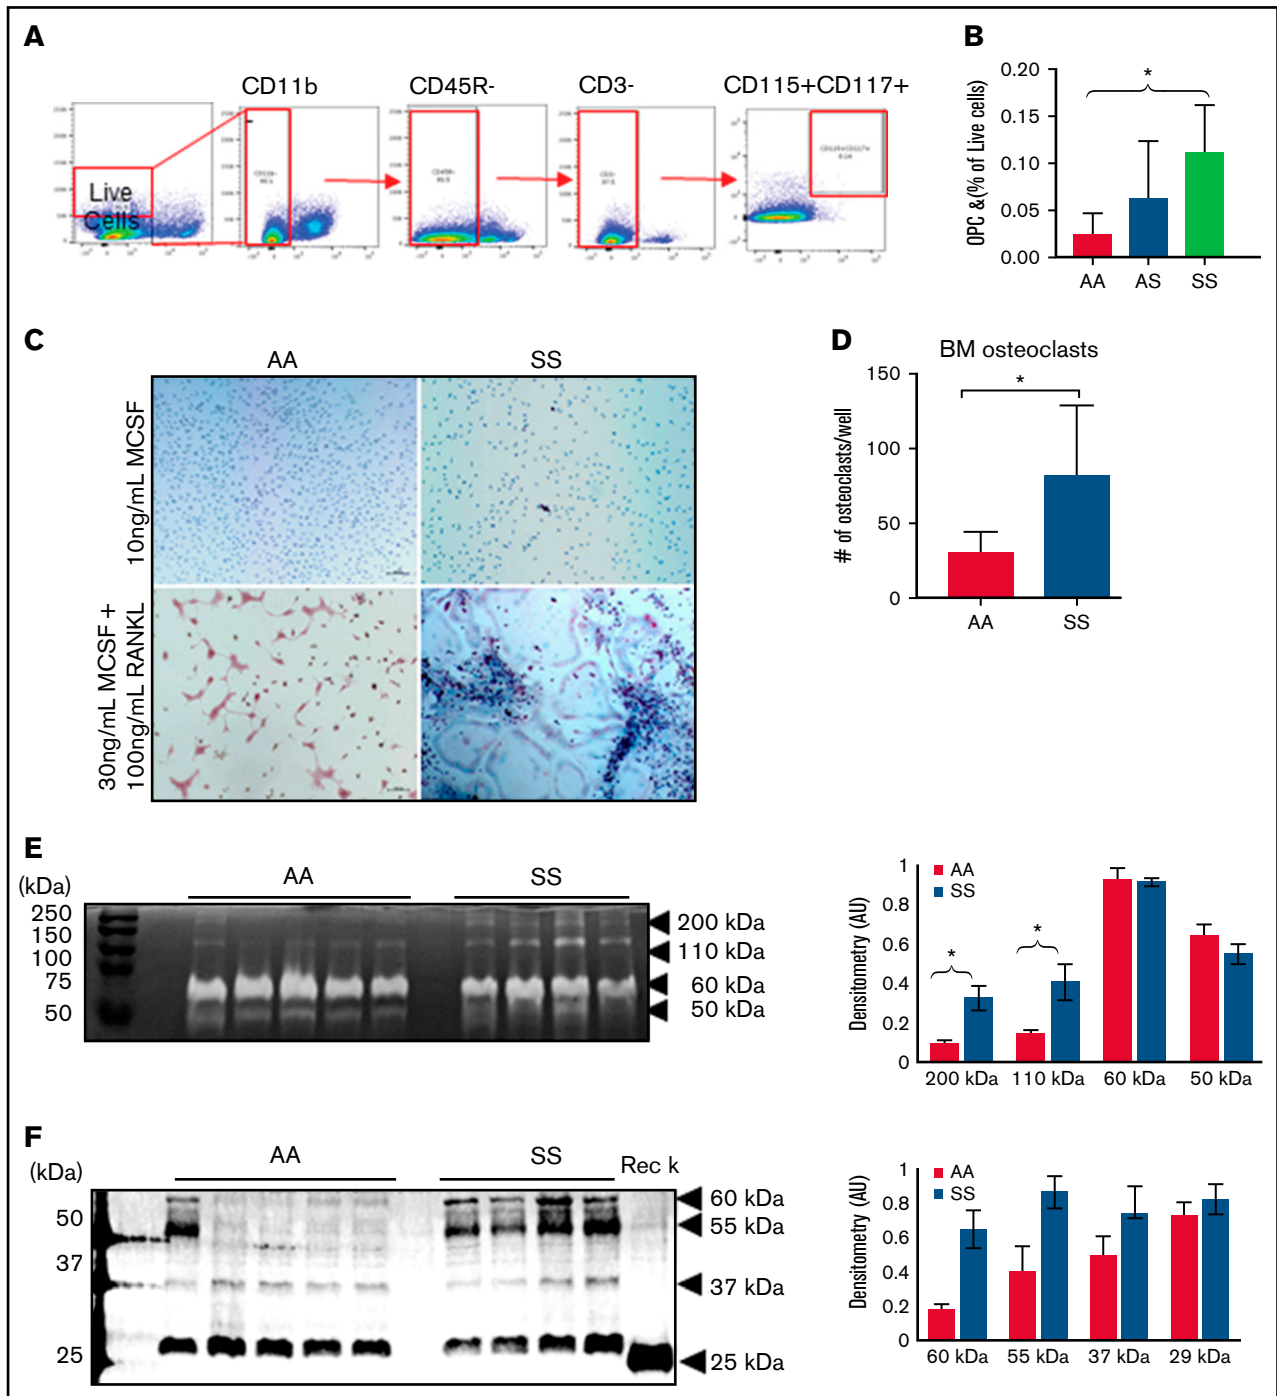 A
CD11b
CD45R-
CD3-
CD115+CD117+
Live
Cells
B
OPC &(% of Live cells)
0.20
0.15
0.10
0.05
0.00
*
AA
AS
SS
C
AA
SS
10ng/mL MCSF
30ng/mL MCSF +
100ng/mL RANKL
D
BM osteoclasts
# of osteoclasts/well
150
100
50
0
*
AA
SS
E
(kDa)
250
150
100
75
50
AA
SS
200 kDa
110 kDa
60 kDa
50 kDa
Densitometry (AU)
1
0.8
0.6
0.4
0.2
0
AA
SS
*
*
200 kDa
110 kDa
60 kDa
50 kDa
F
(kDa)
50
37
25
AA
SS
Rec k
60 kDa
55 kDa
37 kDa
25 kDa
Densitometry (AU)
1
0.8
0.6
0.4
0.2
0
AA
SS
60 kDa
55 kDa
37 kDa
29 kDa